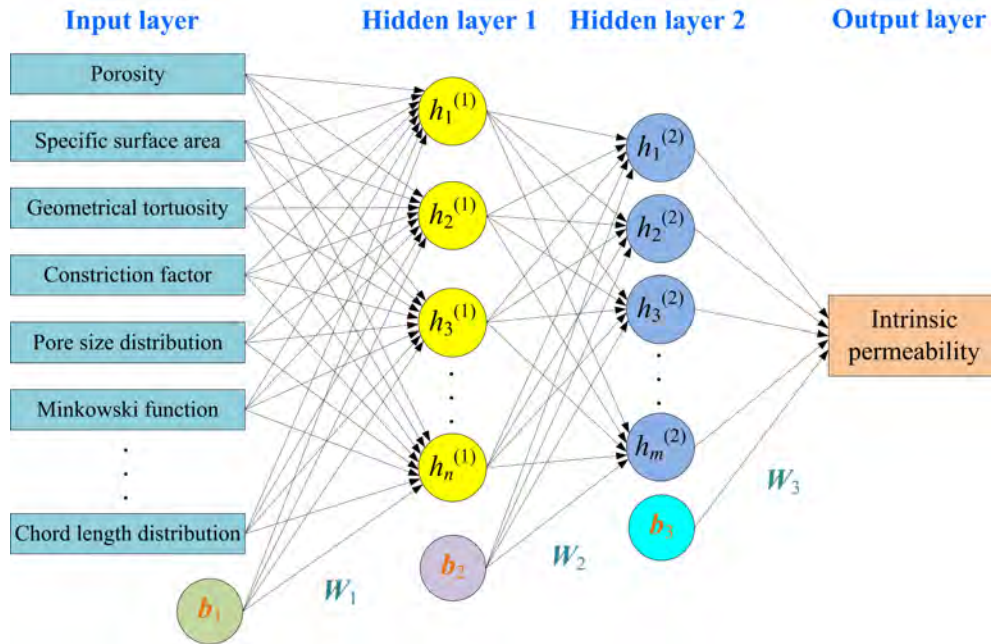 Input layer
Hidden layer 1
Hidden layer 2
Output layer
Porosity
Specific surface area
Geometrical tortuosity
Constriction factor
Pore size distribution
Minkowski function
Chord length distribution
b₁
W₁
h₁⁽¹⁾
h₂⁽¹⁾
h₃⁽¹⁾
hₙ⁽¹⁾
b₂
W₂
h₁⁽²⁾
h₂⁽²⁾
h₃⁽²⁾
hₘ⁽²⁾
b₃
W₃
Intrinsic
permeability